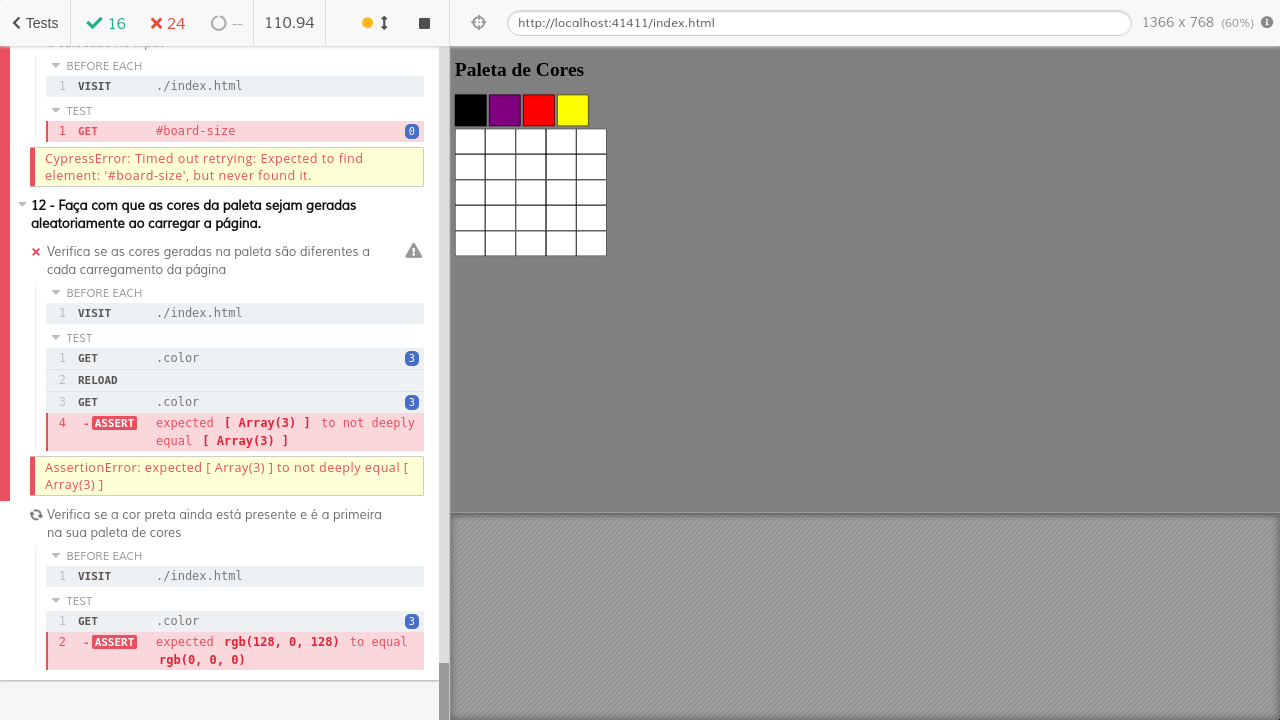 Tests
16
24
--
110.94
http://localhost:41411/index.html
1366 x 768 (60%)
BEFORE EACH
1 VISIT ./index.html
TEST
1 GET #board-size 0
CypressError: Timed out retrying: Expected to find
element: '#board-size', but never found it.
12 - Faça com que as cores da paleta sejam geradas
aleatoriamente ao carregar a página.
Verifica se as cores geradas na paleta são diferentes a
cada carregamento da página
BEFORE EACH
1 VISIT ./index.html
TEST
1 GET .color 3
2 RELOAD
3 GET .color 3
4 -ASSERT expected [ Array(3) ] to not deeply
equal [ Array(3) ]
AssertionError: expected [ Array(3) ] to not deeply equal [
Array(3) ]
Verifica se a cor preta ainda está presente e é a primeira
na sua paleta de cores
BEFORE EACH
1 VISIT ./index.html
TEST
1 GET .color 3
2 -ASSERT expected rgb(128, 0, 128) to equal
rgb(0, 0, 0)
Paleta de Cores